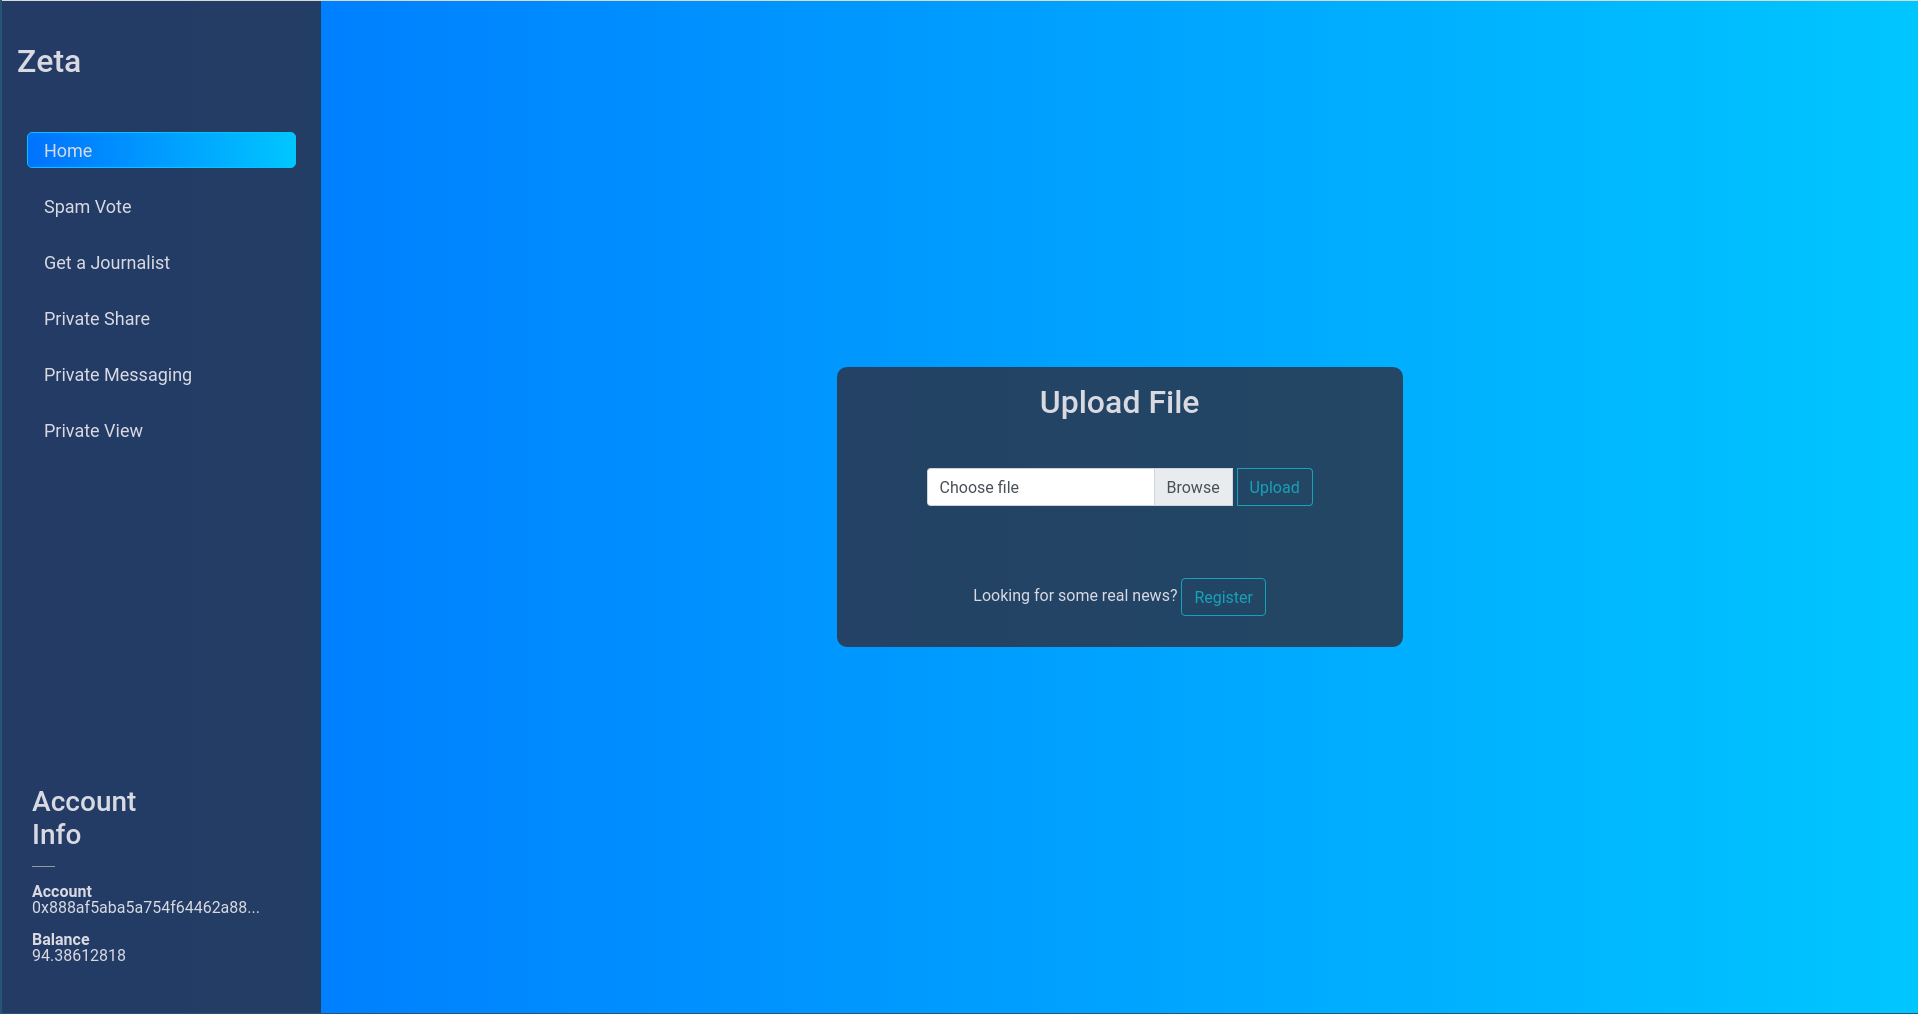 Zeta
Home
Spam Vote
Get a Journalist
Private Share
Private Messaging
Private View
Account
Info
Account
0x888af5aba5a754f64462a88...
Balance
94.38612818
Upload File
Choose file Browse Upload
Looking for some real news? Register